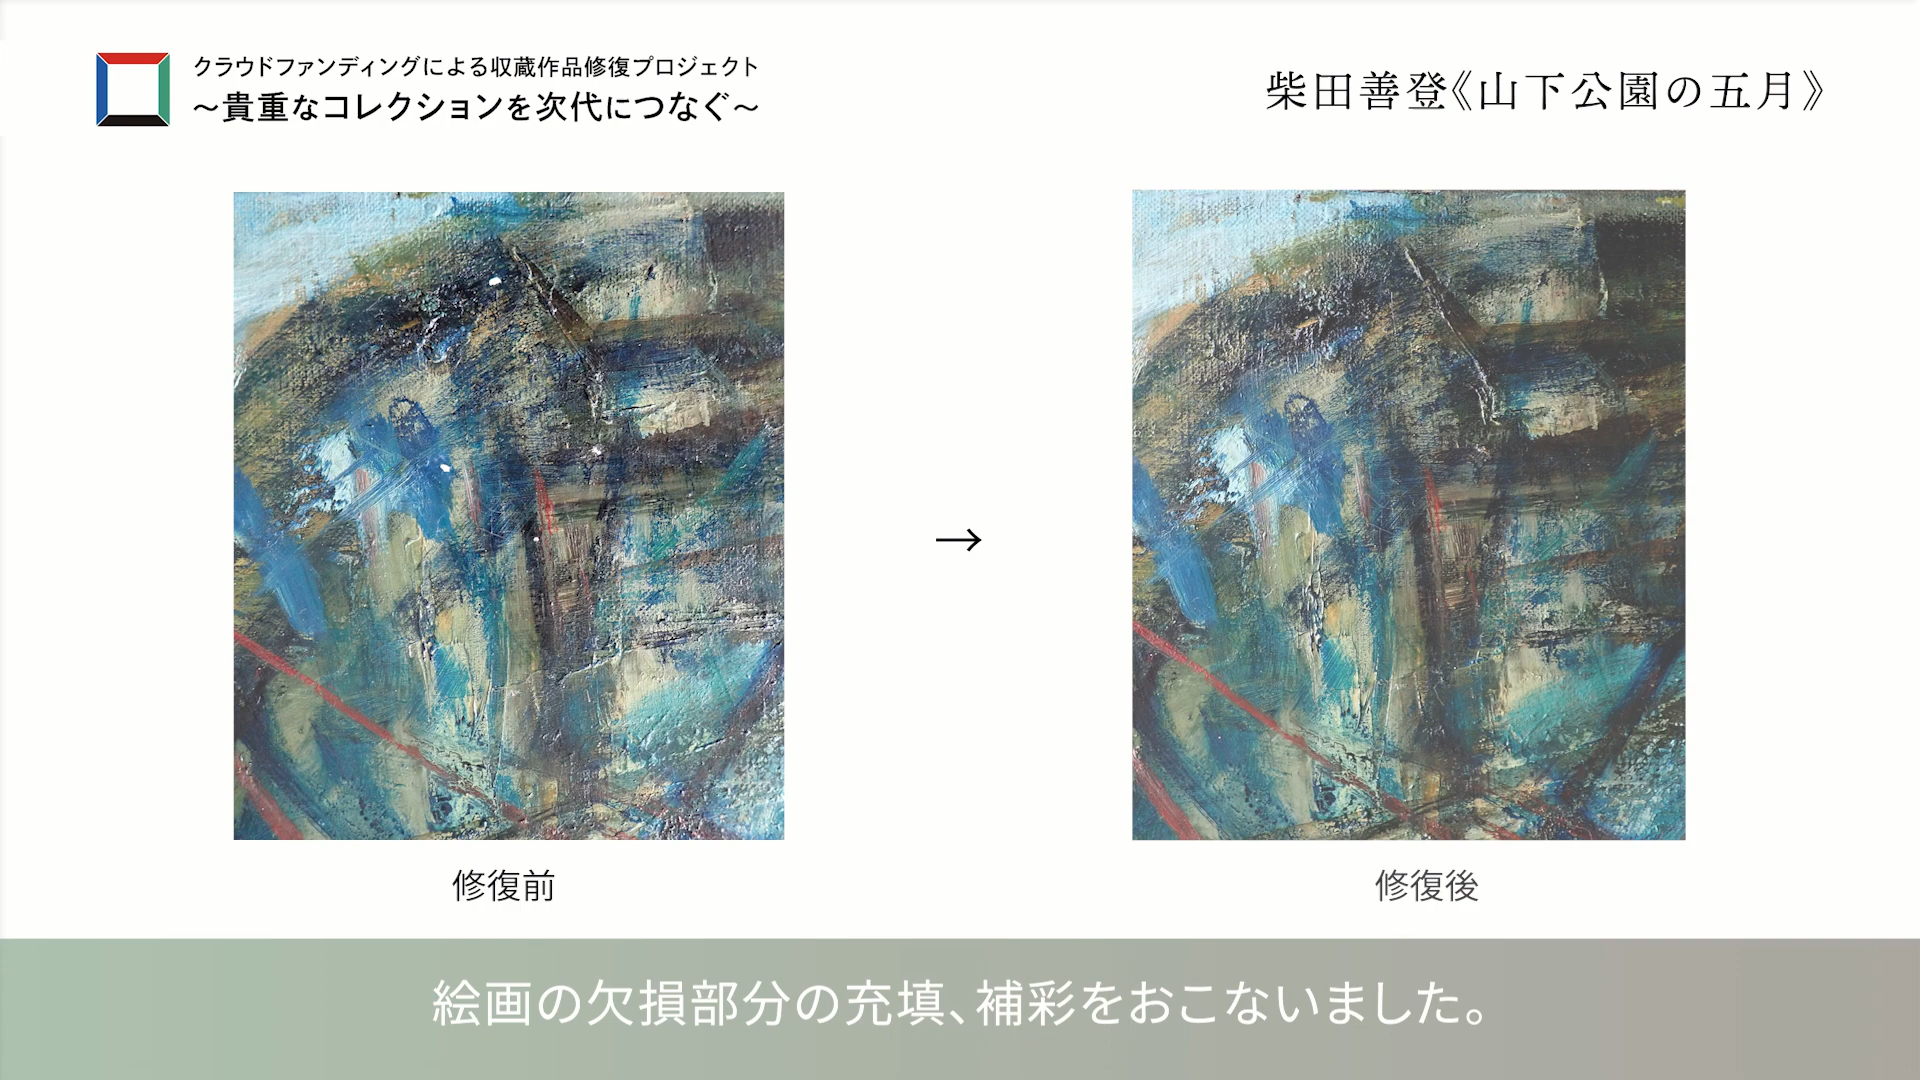 クラウドファンディングによる収蔵作品修復プロジェクト
～貴重なコレクションを次代につなぐ～
柴田善登《山下公園の五月》
→
修復前
修復後
絵画の欠損部分の充填、補彩をおこないました。